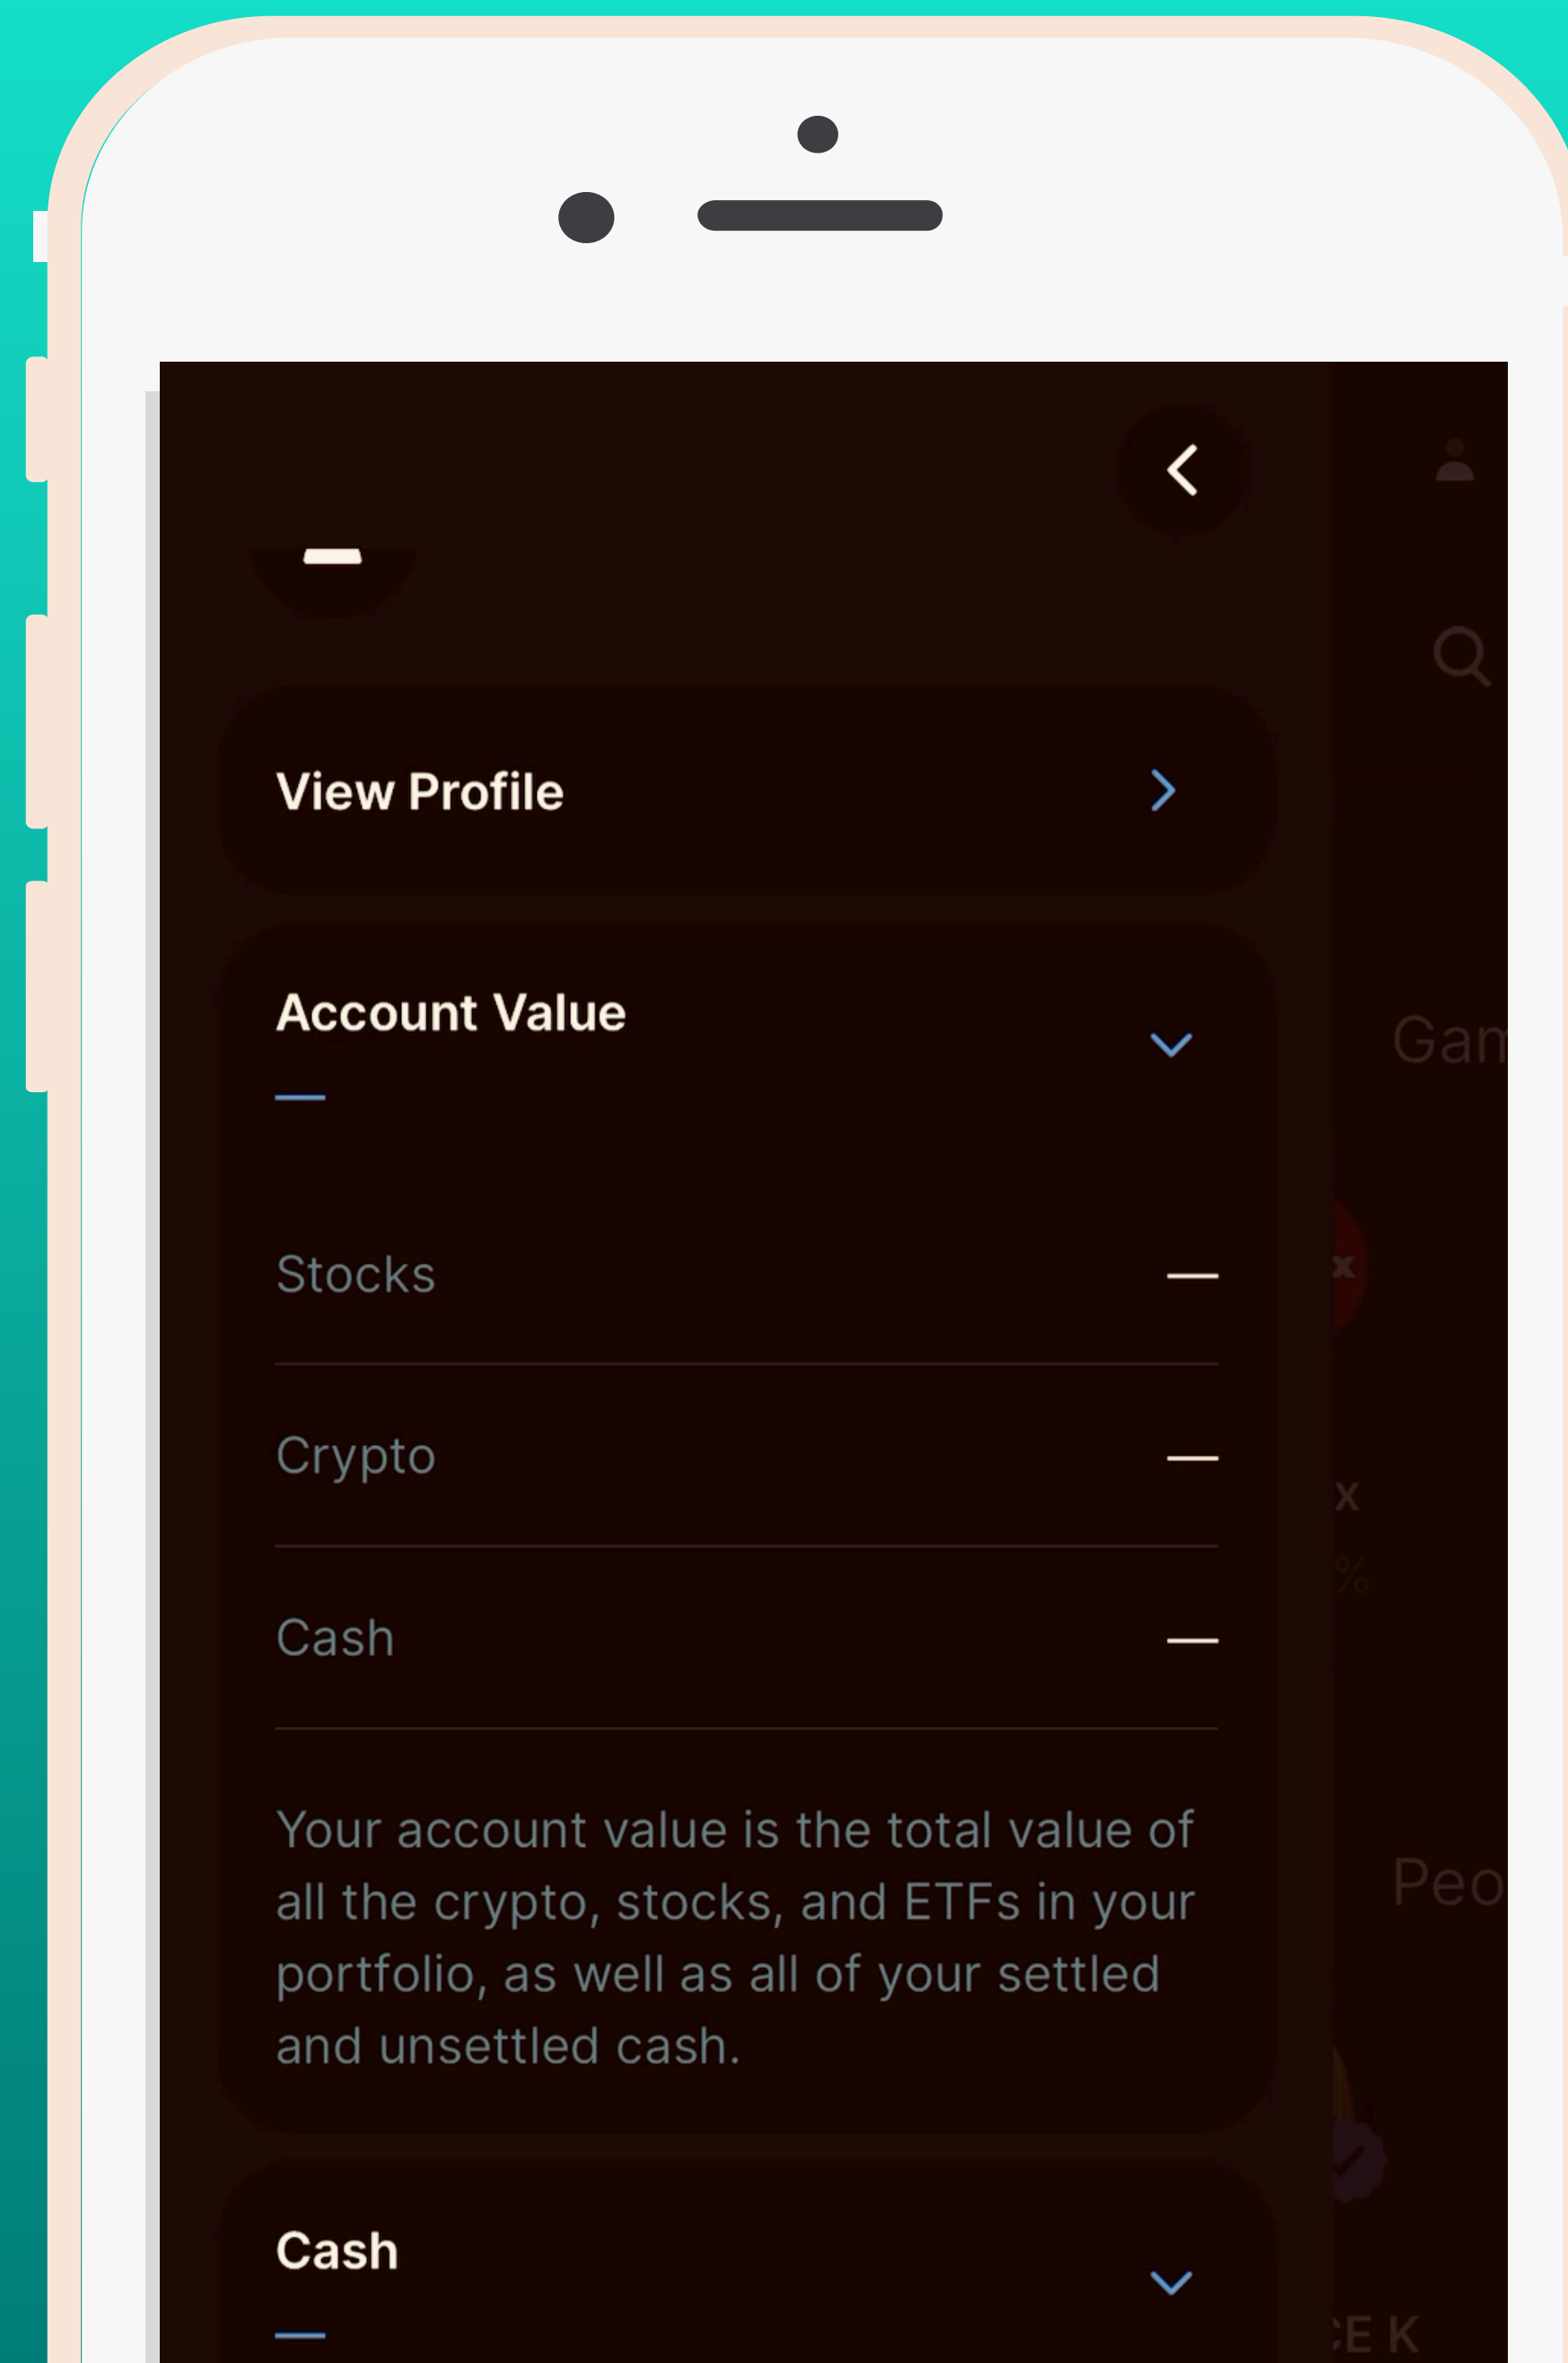 View Profile
Account Value
—
Stocks —
Crypto —
Cash —
Your account value is the total value of
all the crypto, stocks, and ETFs in your
portfolio, as well as all of your settled
and unsettled cash.
Cash
—
x
x
%
K